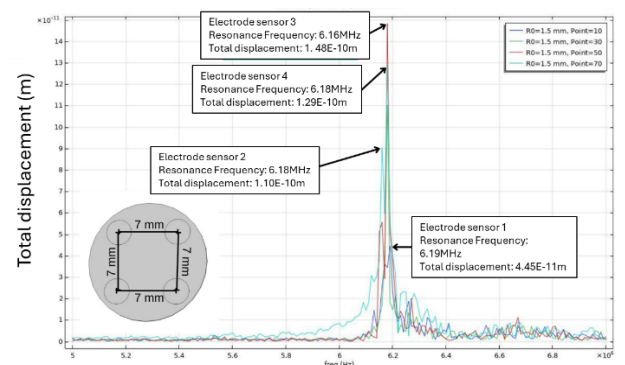 ×10⁻¹¹
Total displacement (m)
15
14
13
12
11
10
9
8
7
6
5
4
3
2
1
0
Electrode sensor 3
Resonance Frequency: 6.16MHz
Total displacement: 1. 48E-10m
Electrode sensor 4
Resonance Frequency: 6.18MHz
Total displacement: 1.29E-10m
Electrode sensor 2
Resonance Frequency: 6.18MHz
Total displacement: 1.10E-10m
Electrode sensor 1
Resonance Frequency:
6.19MHz
Total displacement: 4.45E-11m
R0=1.5 mm, Point=10
R0=1.5 mm, Point=30
R0=1.5 mm, Point=50
R0=1.5 mm, Point=70
7 mm
7 mm
7 mm
7 mm
5 5.2 5.4 5.6 5.8 6 6.2 6.4 6.6 6.8 ×10⁶
freq (Hz)